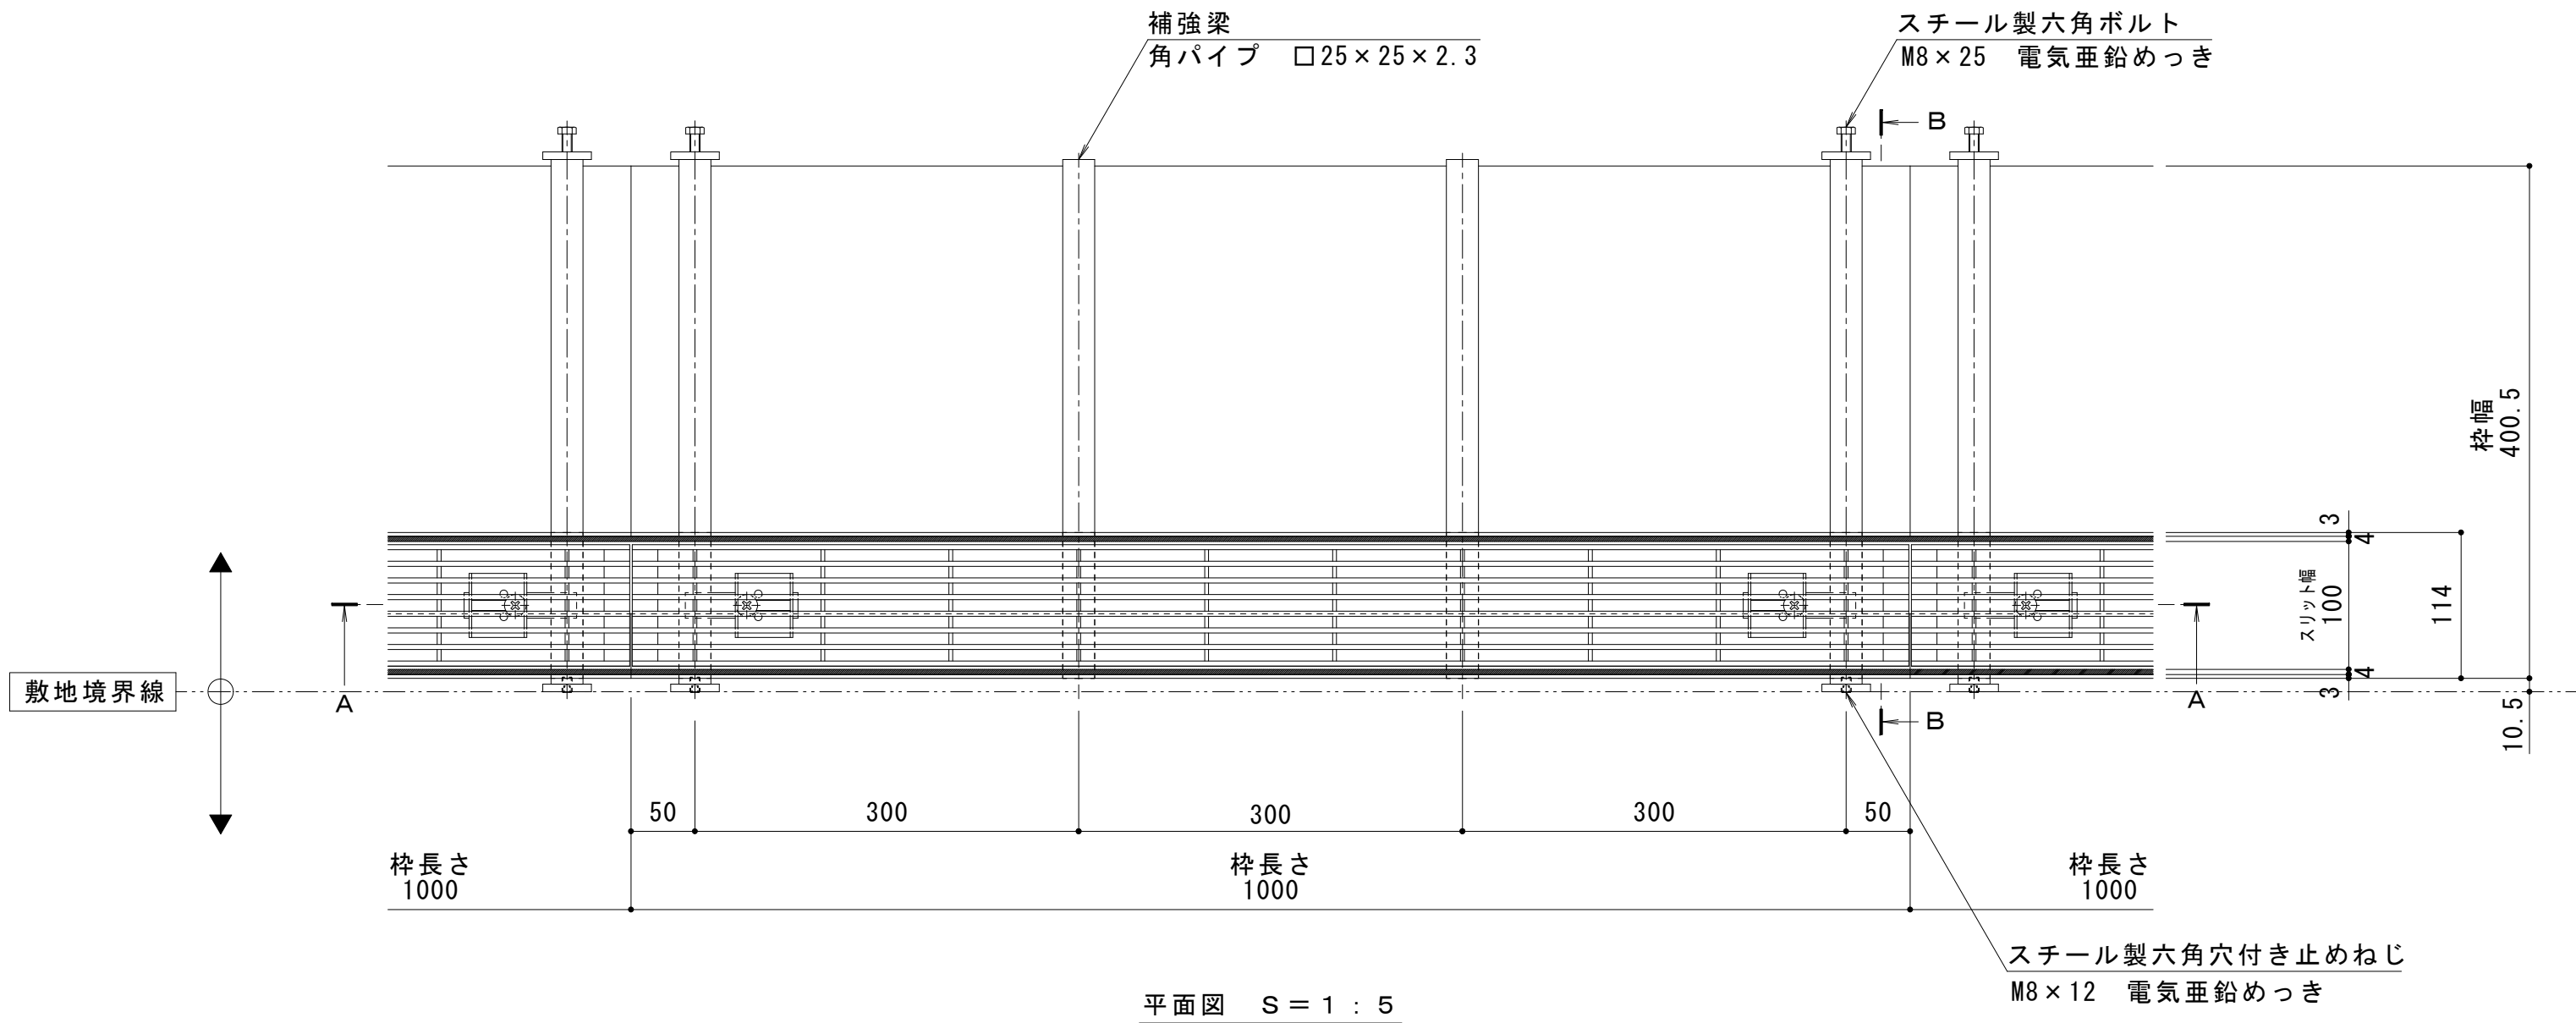 補強梁
角パイプ □25×25×2.3
スチール製六角ボルト
M8×25 電気亜鉛めっき
B
枠幅
400.5
3
4
スリット幅
100
114
4
3
10.5
敷地境界線
A
A
B
50
300
300
300
50
枠長さ
1000
枠長さ
1000
枠長さ
1000
スチール製六角穴付き止めねじ
M8×12 電気亜鉛めっき
平面図 S=1:5